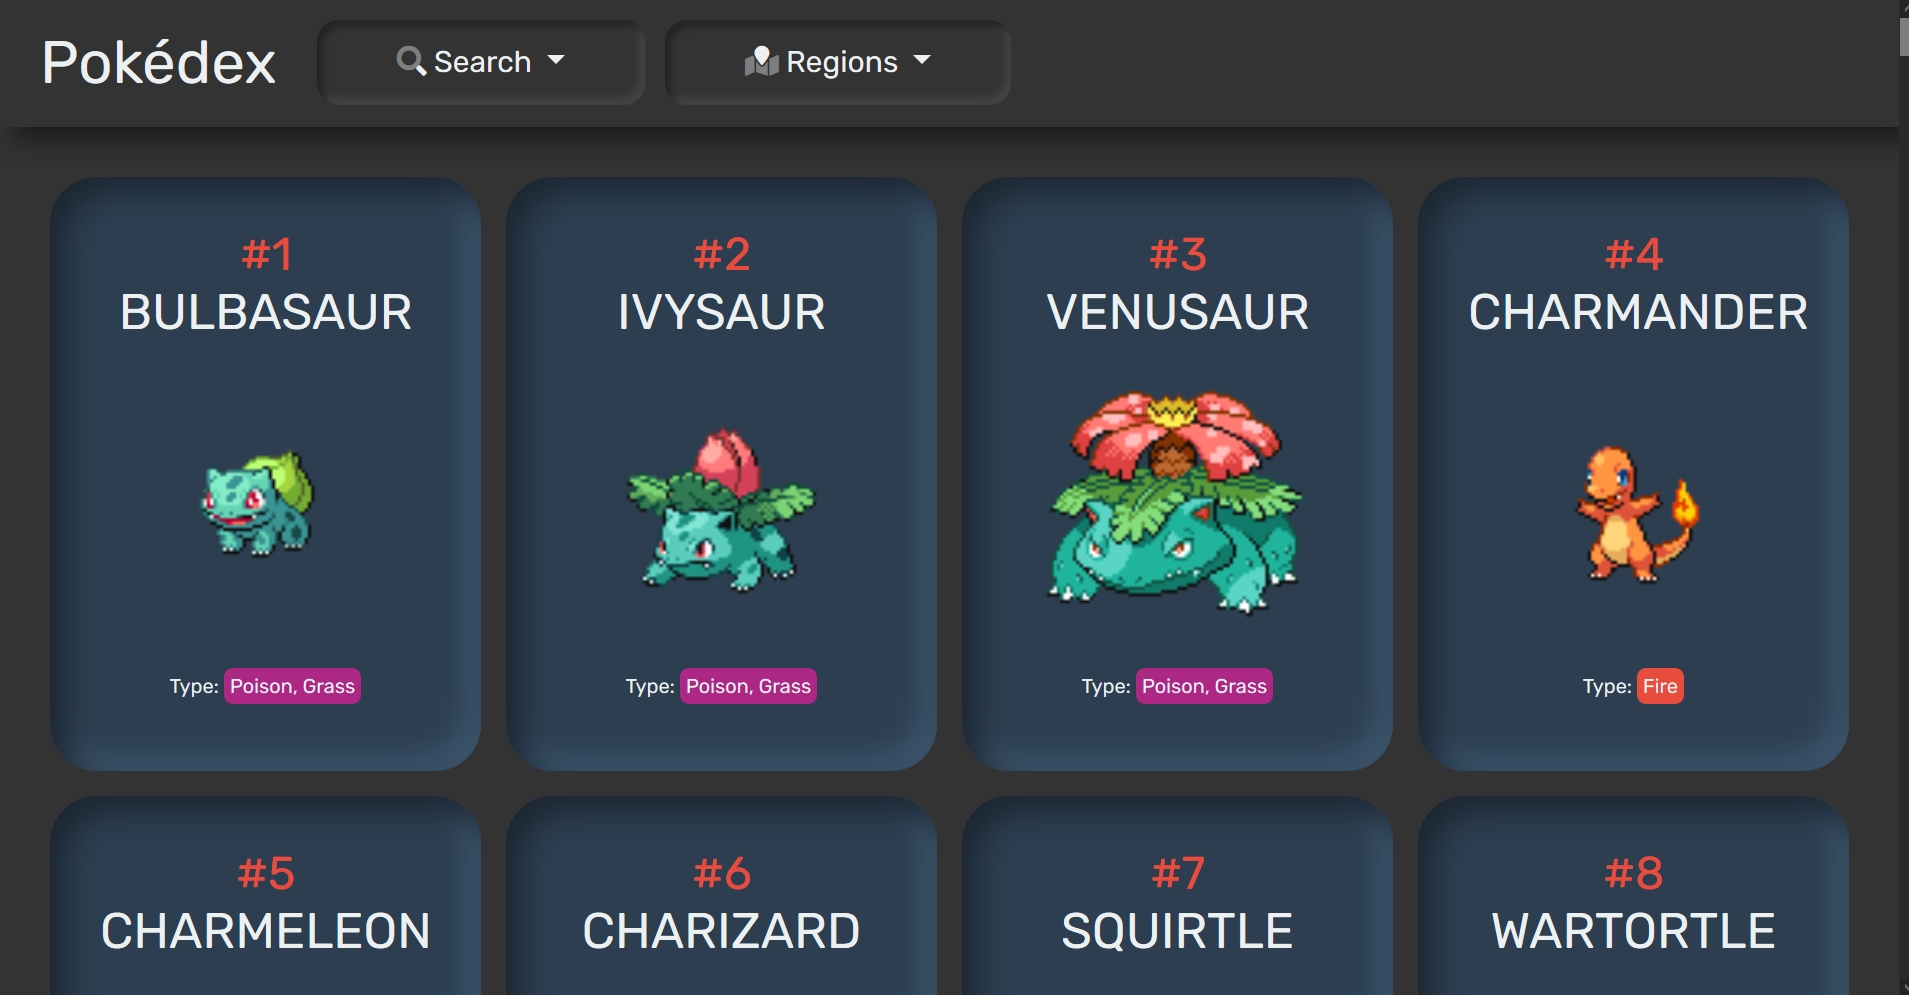 Pokédex
Search
Regions
#1
BULBASAUR
Type: Poison, Grass
#2
IVYSAUR
Type: Poison, Grass
#3
VENUSAUR
Type: Poison, Grass
#4
CHARMANDER
Type: Fire
#5
CHARMELEON
#6
CHARIZARD
#7
SQUIRTLE
#8
WARTORTLE